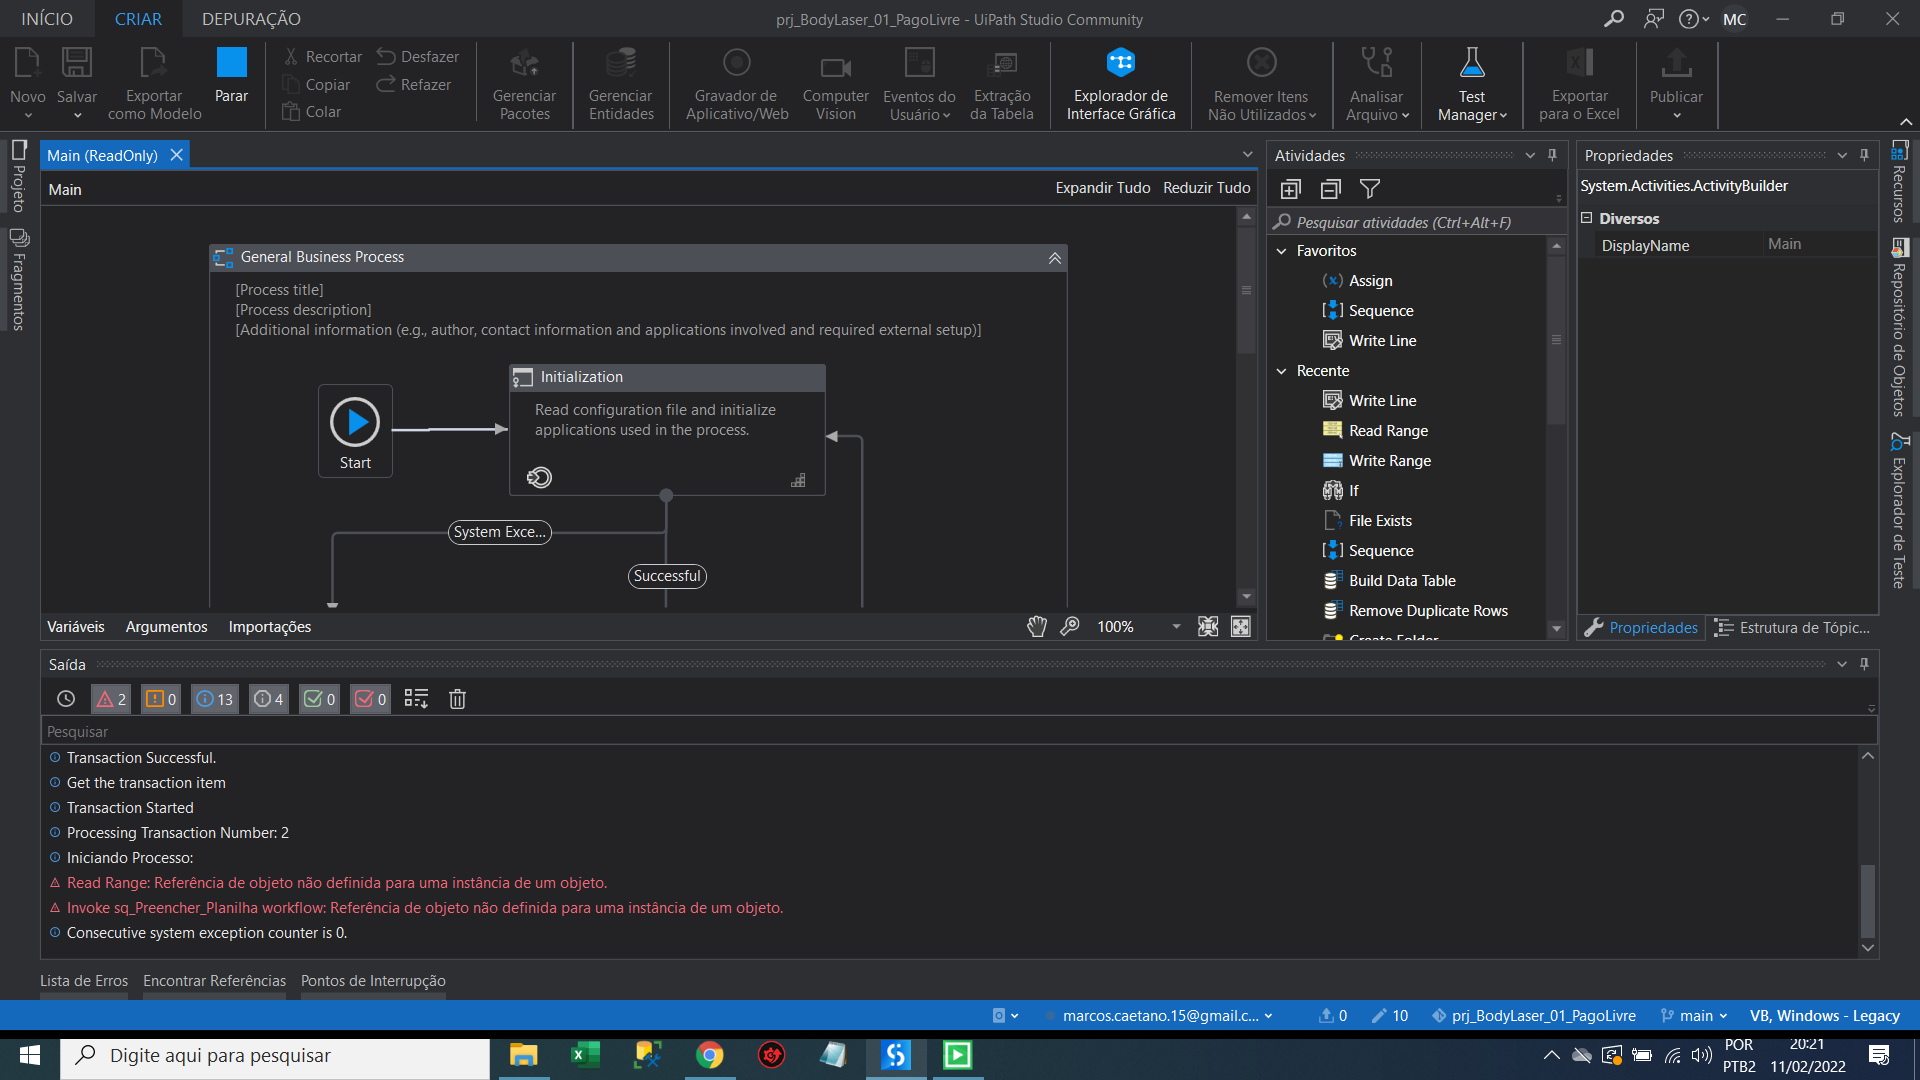 INÍCIO CRIAR DEPURAÇÃO prj_BodyLaser_01_PagoLivre - UiPath Studio Community MC
Novo
Salvar
Exportar
como Modelo
Parar
Recortar
Copiar
Colar
Desfazer
Refazer
Gerenciar
Pacotes
Gerenciar
Entidades
Gravador de
Aplicativo/Web
Computer
Vision
Eventos do
Usuário
Extração
da Tabela
Explorador de
Interface Gráfica
Remover Itens
Não Utilizados
Analisar
Arquivo
Test
Manager
Exportar
para o Excel
Publicar
Projeto
Fragmentos
Main (ReadOnly)
Main Expandir Tudo Reduzir Tudo
General Business Process
[Process title]
[Process description]
[Additional information (e.g., author, contact information and applications involved and required external setup)]
Start
Initialization
Read configuration file and initialize
applications used in the process.
System Exce...
Successful
Variáveis Argumentos Importações 100%
Atividades
Pesquisar atividades (Ctrl+Alt+F)
Favoritos
Assign
Sequence
Write Line
Recente
Write Line
Read Range
Write Range
If
File Exists
Sequence
Build Data Table
Remove Duplicate Rows
Create Folder
Propriedades
System.Activities.ActivityBuilder
Diversos
DisplayName Main
Propriedades Estrutura de Tópic...
Recursos
Repositório de Objetos
Explorador de Teste
Saída
2 0 13 4 0 0
Pesquisar
Transaction Successful.
Get the transaction item
Transaction Started
Processing Transaction Number: 2
Iniciando Processo:
Read Range: Referência de objeto não definida para uma instância de um objeto.
Invoke sq_Preencher_Planilha workflow: Referência de objeto não definida para uma instância de um objeto.
Consecutive system exception counter is 0.
Lista de Erros Encontrar Referências Pontos de Interrupção
marcos.caetano.15@gmail.c... 0 10 prj_BodyLaser_01_PagoLivre main VB, Windows - Legacy
Digite aqui para pesquisar
POR
PTB2
20:21
11/02/2022